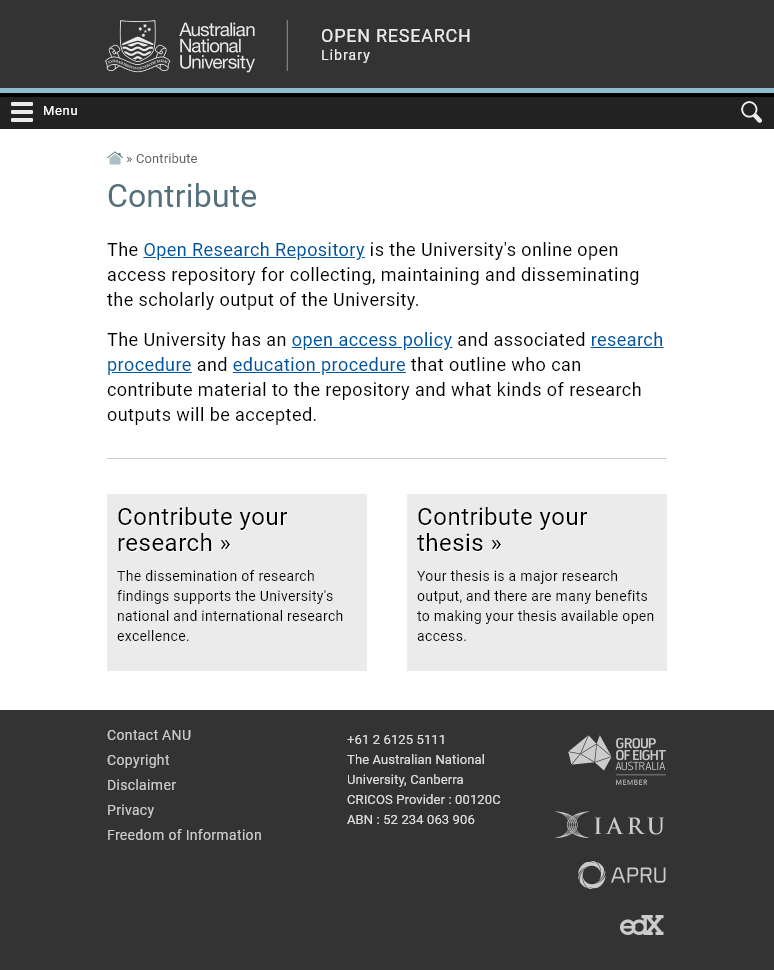 Australian
National
University
OPEN RESEARCH
Library
Menu
» Contribute
Contribute
The Open Research Repository is the University's online open
access repository for collecting, maintaining and disseminating
the scholarly output of the University.
The University has an open access policy and associated research
procedure and education procedure that outline who can
contribute material to the repository and what kinds of research
outputs will be accepted.
Contribute your
research »
The dissemination of research
findings supports the University's
national and international research
excellence.
Contribute your
thesis »
Your thesis is a major research
output, and there are many benefits
to making your thesis available open
access.
Contact ANU
Copyright
Disclaimer
Privacy
Freedom of Information
+61 2 6125 5111
The Australian National
University, Canberra
CRICOS Provider : 00120C
ABN : 52 234 063 906
GROUP
OF EIGHT
AUSTRALIA
MEMBER
IARU
APRU
edX